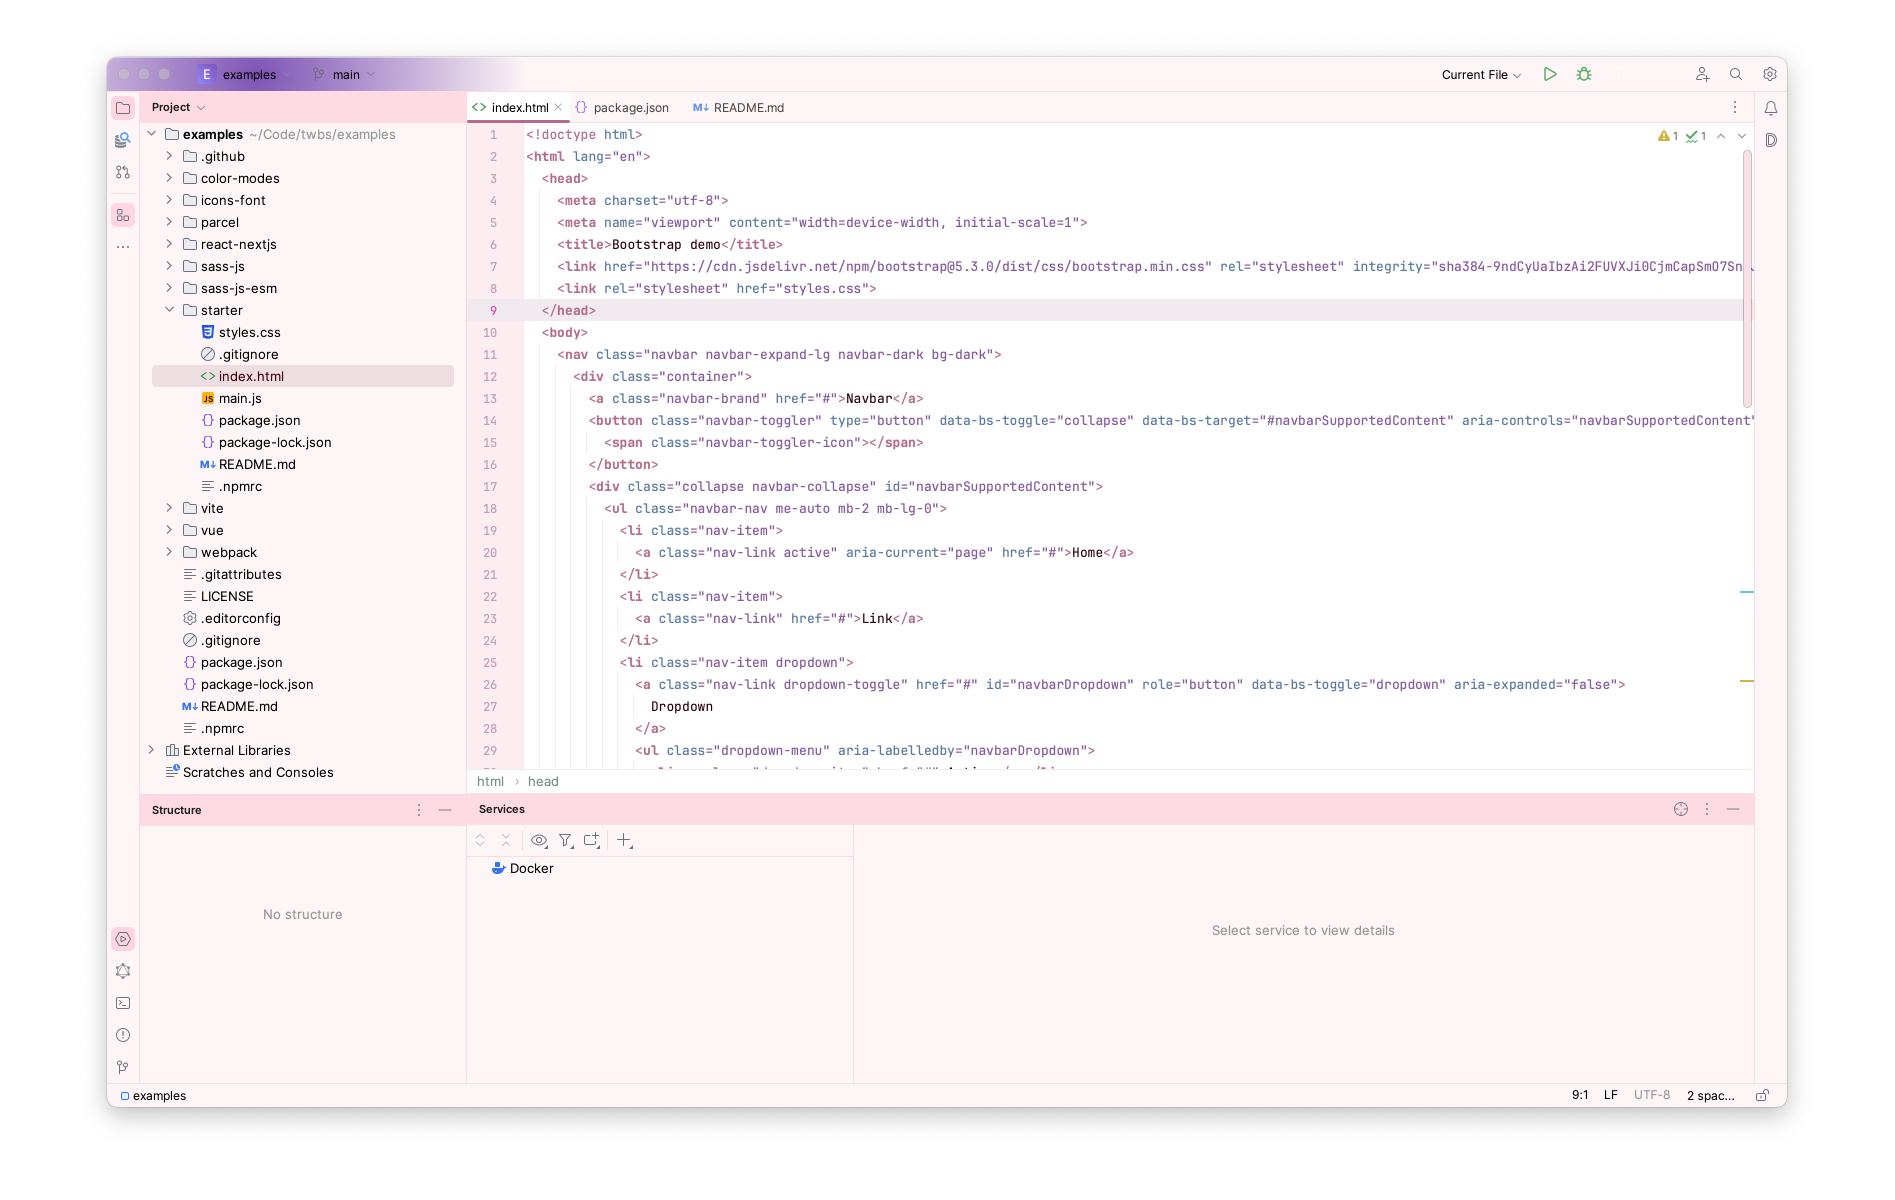 E examples main Current File
Project
examples ~/Code/twbs/examples
.github
color-modes
icons-font
parcel
react-nextjs
sass-js
sass-js-esm
starter
styles.css
.gitignore
index.html
main.js
package.json
package-lock.json
README.md
.npmrc
vite
vue
webpack
.gitattributes
LICENSE
.editorconfig
.gitignore
package.json
package-lock.json
README.md
.npmrc
External Libraries
Scratches and Consoles
index.html package.json README.md
1 1
1 <!doctype html>
2 <html lang="en">
3 <head>
4 <meta charset="utf-8">
5 <meta name="viewport" content="width=device-width, initial-scale=1">
6 <title>Bootstrap demo</title>
7 <link href="https://cdn.jsdelivr.net/npm/bootstrap@5.3.0/dist/css/bootstrap.min.css" rel="stylesheet" integrity="sha384-9ndCyUaIbzAi2FUVXJi0CjmCapSmO7Sn
8 <link rel="stylesheet" href="styles.css">
9 </head>
10 <body>
11 <nav class="navbar navbar-expand-lg navbar-dark bg-dark">
12 <div class="container">
13 <a class="navbar-brand" href="#">Navbar</a>
14 <button class="navbar-toggler" type="button" data-bs-toggle="collapse" data-bs-target="#navbarSupportedContent" aria-controls="navbarSupportedContent"
15 <span class="navbar-toggler-icon"></span>
16 </button>
17 <div class="collapse navbar-collapse" id="navbarSupportedContent">
18 <ul class="navbar-nav me-auto mb-2 mb-lg-0">
19 <li class="nav-item">
20 <a class="nav-link active" aria-current="page" href="#">Home</a>
21 </li>
22 <li class="nav-item">
23 <a class="nav-link" href="#">Link</a>
24 </li>
25 <li class="nav-item dropdown">
26 <a class="nav-link dropdown-toggle" href="#" id="navbarDropdown" role="button" data-bs-toggle="dropdown" aria-expanded="false">
27 Dropdown
28 </a>
29 <ul class="dropdown-menu" aria-labelledby="navbarDropdown">
html › head
Structure
No structure
Services
Docker
Select service to view details
examples 9:1 LF UTF-8 2 spac...